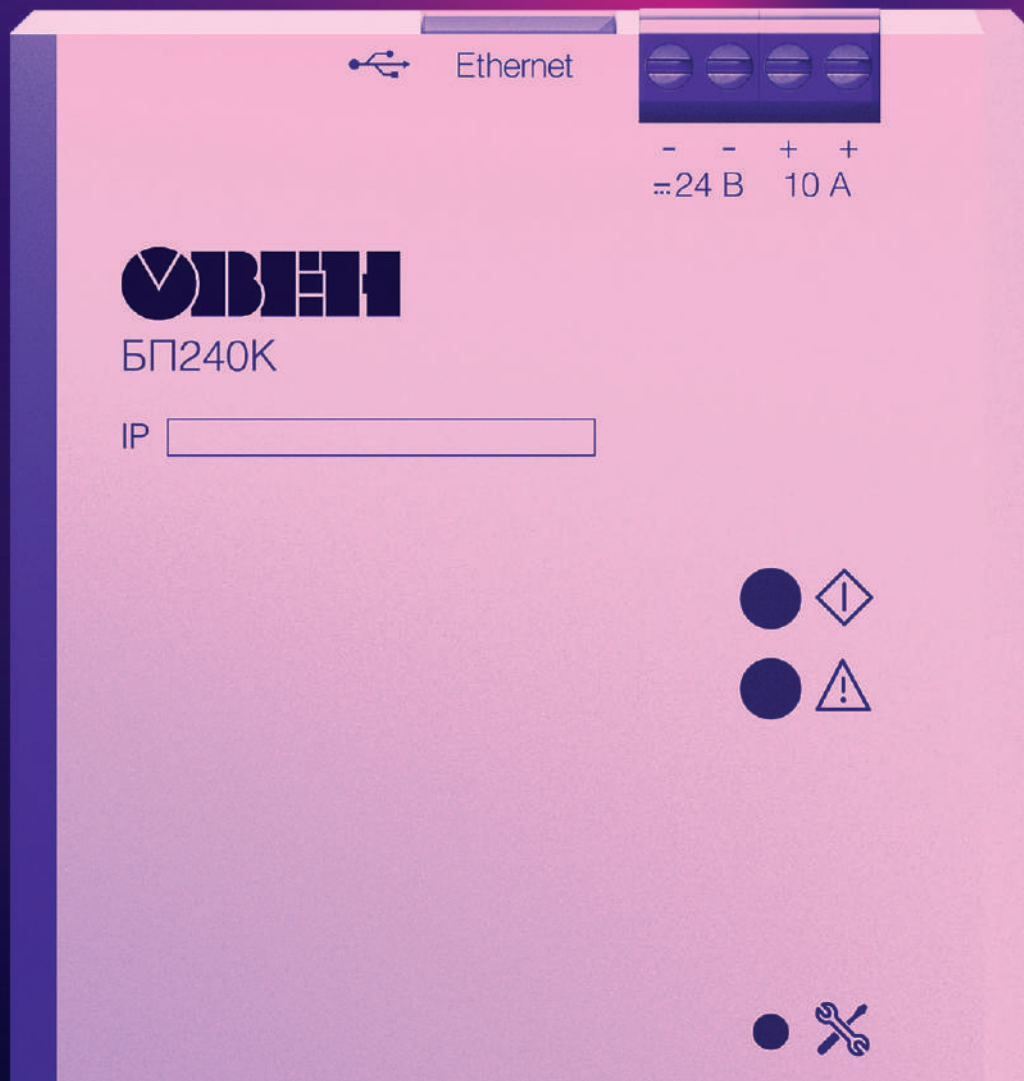 Ethernet
- - + +
⎓24 В 10 А
ОВЕН
БП240К
IP